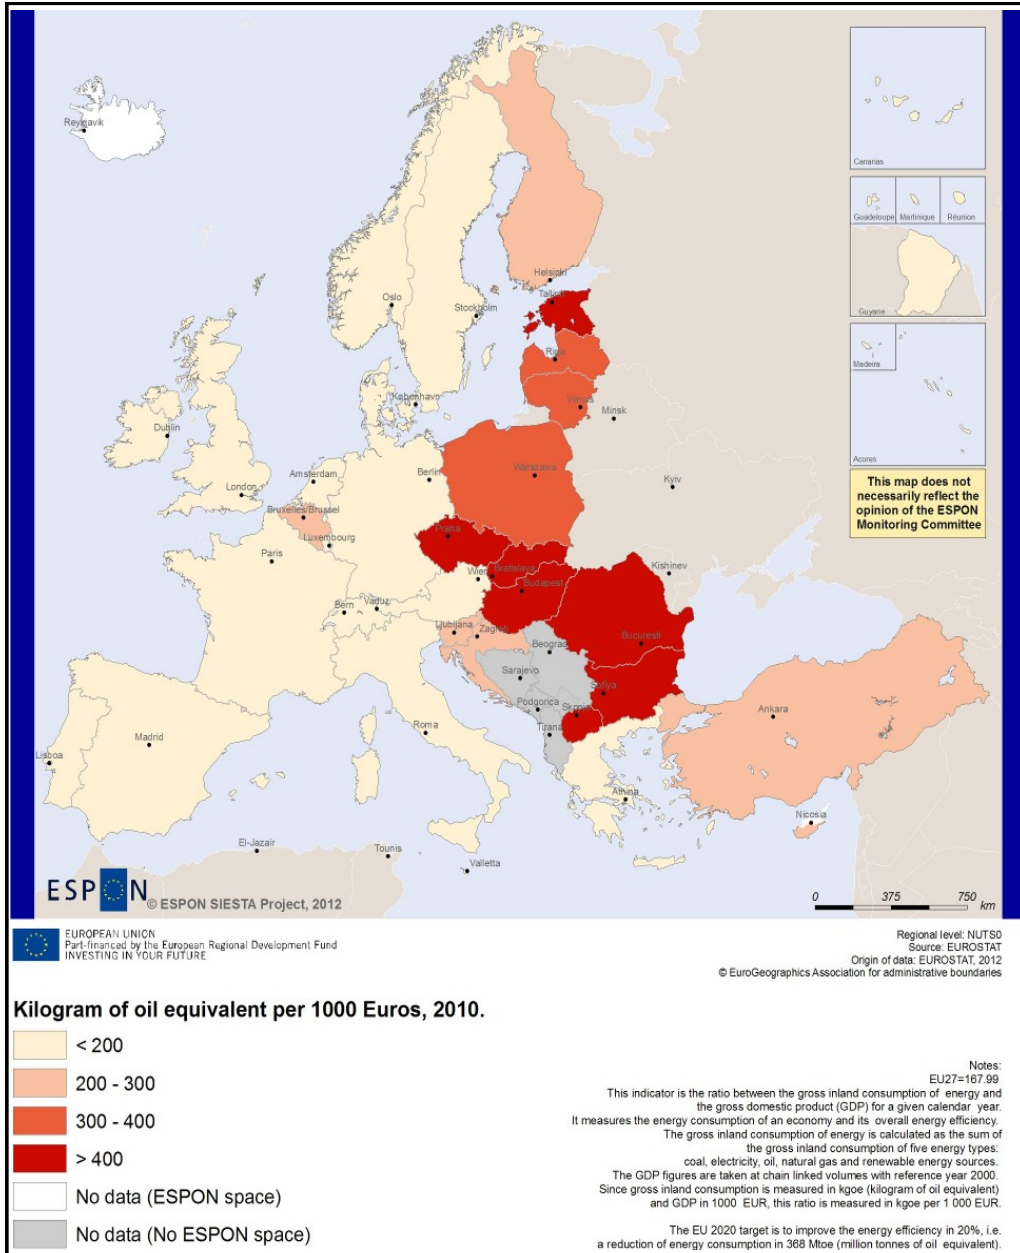 Reykjavik
Canarias
Guadeloupe
Martinique
Réunion
Guyane
Madeira
Acores
This map does not
necessarily reflect the
opinion of the ESPON
Monitoring Committee
Helsinki
Tallinn
Oslo
Stockholm
Riga
Vilnius
Minsk
København
Dublin
Amsterdam
Berlin
Warszawa
Kyiv
London
Bruxelles/Brussel
Praha
Luxembourg
Paris
Wien
Bratislava
Budapest
Kishinev
Bern
Vaduz
Ljubljana
Zagreb
Beograd
Bucuresti
Sarajevo
Sofiya
Podgorica
Skopje
Tirana
Roma
Madrid
Lisboa
Ankara
Athina
Nicosia
El-Jazair
Tounis
Valletta
ESPON
© ESPON SIESTA Project, 2012
0 375 750
km
EUROPEAN UNION
Part-financed by the European Regional Development Fund
INVESTING IN YOUR FUTURE
Regional level: NUTS0
Source: EUROSTAT
Origin of data: EUROSTAT, 2012
© EuroGeographics Association for administrative boundaries
Kilogram of oil equivalent per 1000 Euros, 2010.
< 200
200 - 300
300 - 400
> 400
No data (ESPON space)
No data (No ESPON space)
Notes:
EU27=167.99
This indicator is the ratio between the gross inland consumption of energy and
the gross domestic product (GDP) for a given calendar year.
It measures the energy consumption of an economy and its overall energy efficiency.
The gross inland consumption of energy is calculated as the sum of
the gross inland consumption of five energy types:
coal, electricity, oil, natural gas and renewable energy sources.
The GDP figures are taken at chain linked volumes with reference year 2000.
Since gross inland consumption is measured in kgoe (kilogram of oil equivalent)
and GDP in 1000 EUR, this ratio is measured in kgoe per 1 000 EUR.
The EU 2020 target is to improve the energy efficiency in 20%, i.e.
a reduction of energy consumption in 368 Mtoe (million tonnes of oil equivalent).